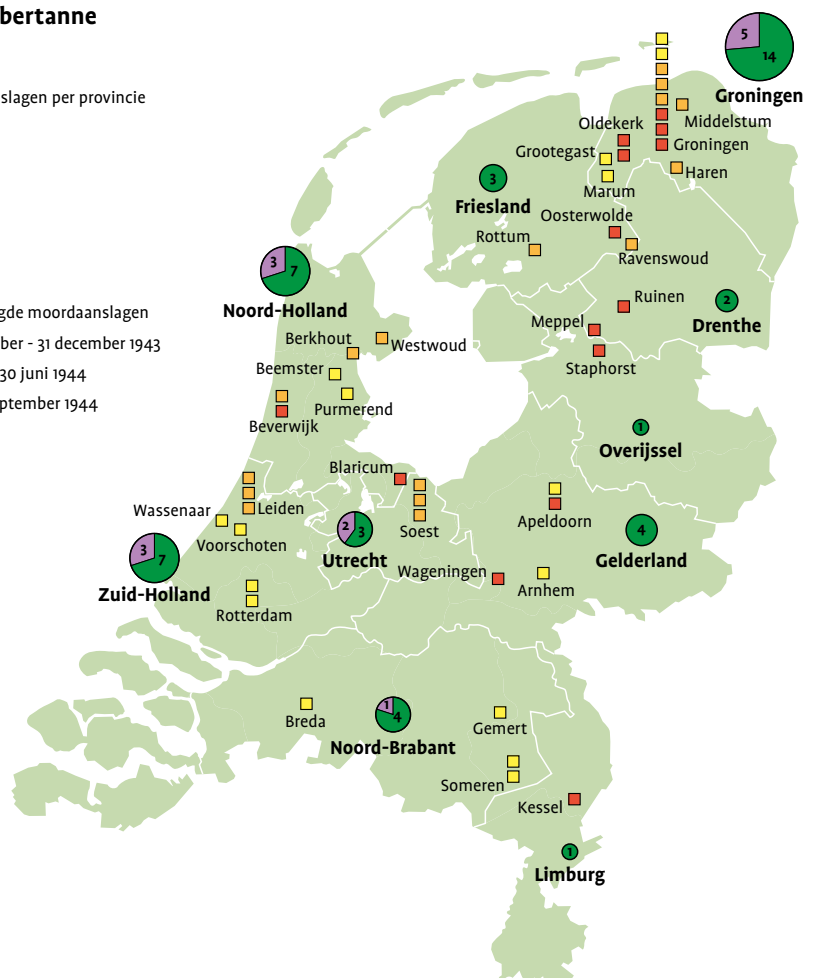 bertanne
slagen per provincie
gde moordaanslagen
ber - 31 december 1943
30 juni 1944
ptember 1944
5
14
Groningen
Middelstum
Oldekerk
Groningen
Grootegast
Haren
Marum
3
Friesland
Oosterwolde
Rottum
Ravenswoud
3
7
Noord-Holland
Ruinen
2
Drenthe
Meppel
Berkhout
Westwoud
Staphorst
Beemster
Purmerend
Beverwijk
1
Overijssel
Blaricum
Leiden
Wassenaar
Apeldoorn
Soest
Voorschoten
2
3
Utrecht
4
Gelderland
3
7
Zuid-Holland
Wageningen
Arnhem
Rotterdam
Breda
1
4
Noord-Brabant
Gemert
Someren
Kessel
1
Limburg